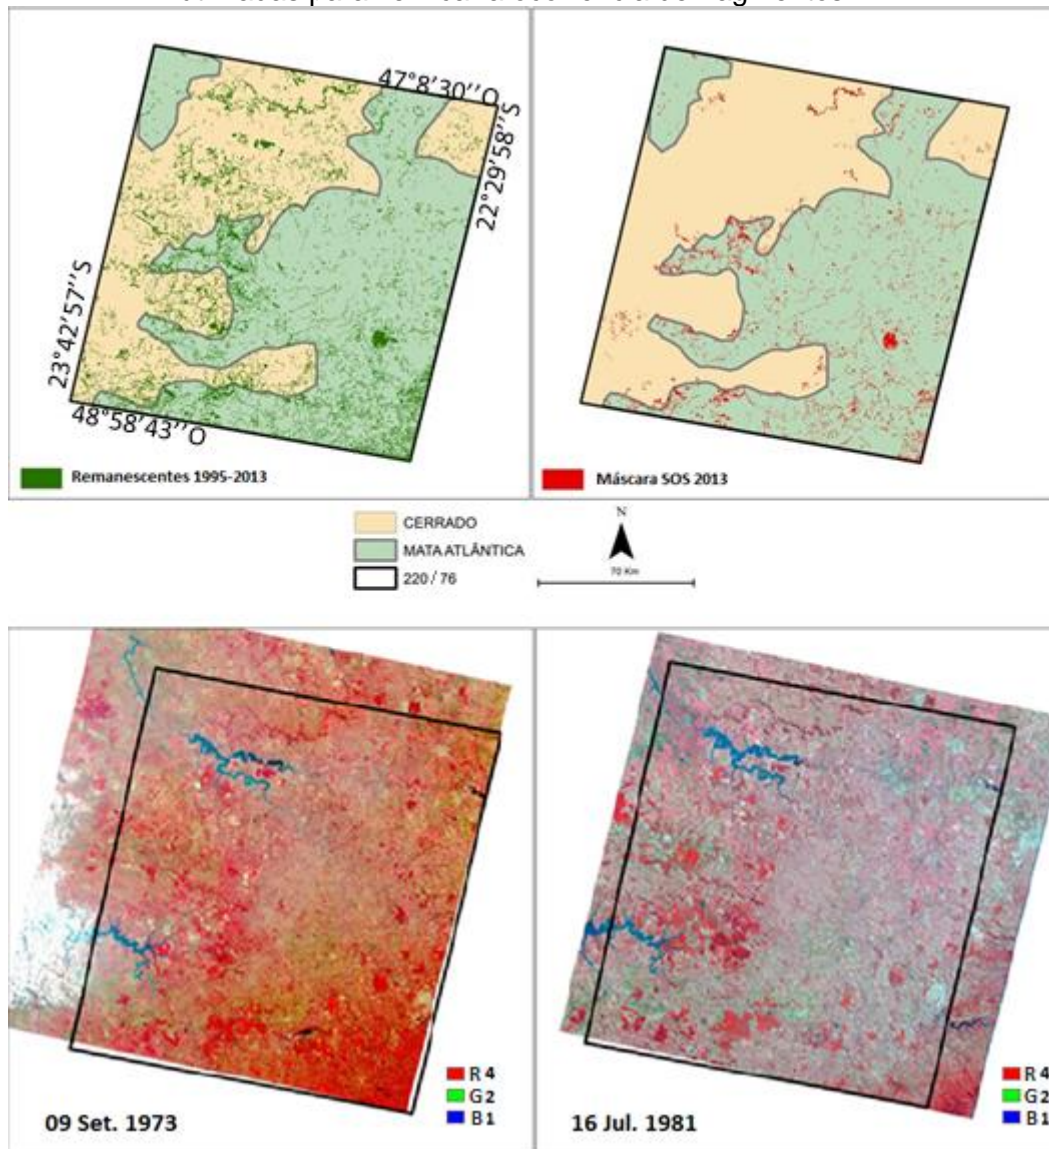 47°8'30''O
22°29'58''S
23°42'57''S
48°58'43''O
Remanescentes 1995-2013
Máscara SOS 2013
CERRADO
MATA ATLÂNTICA
220 / 76
N
70 Km
R 4
G 2
B 1
09 Set. 1973
R 4
G 2
B 1
16 Jul. 1981